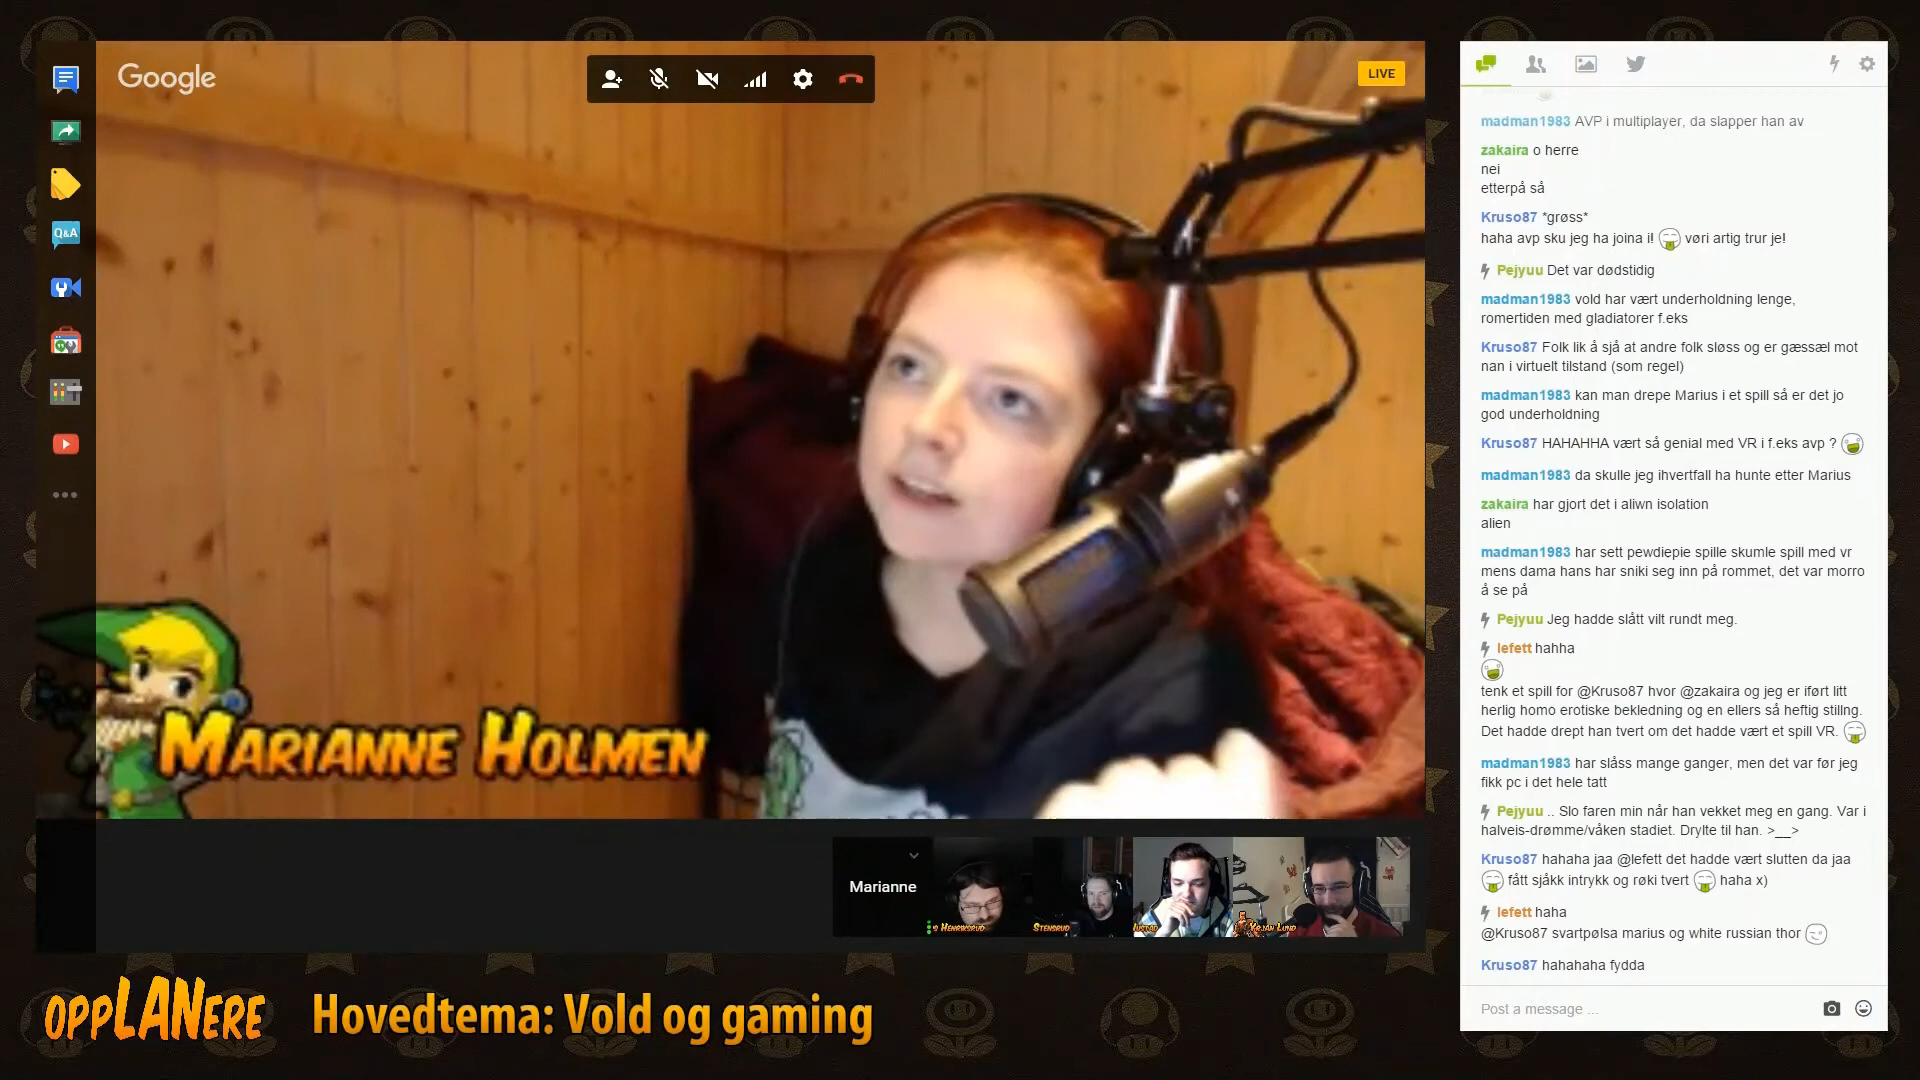 Google
LIVE
Q&A
MARIANNE HOLMEN
Marianne
HENRIKSRUD
STENSRUD
LUND
oppLANere
Hovedtema: Vold og gaming
madman1983 AVP i multiplayer, da slapper han av
zakaira o herre
nei
etterpå så
Kruso87 *grøss*
haha avp sku jeg ha joina i! vøri artig trur je!
Pejyuu Det var dødstidig
madman1983 vold har vært underholdning lenge,
romertiden med gladiatorer f.eks
Kruso87 Folk lik å sjå at andre folk sløss og er gæssæl mot
nan i virtuelt tilstand (som regel)
madman1983 kan man drepe Marius i et spill så er det jo
god underholdning
Kruso87 HAHAHHA vært så genial med VR i f.eks avp ?
madman1983 da skulle jeg ihvertfall ha hunte etter Marius
zakaira har gjort det i aliwn isolation
alien
madman1983 har sett pewdiepie spille skumle spill med vr
mens dama hans har sniki seg inn på rommet, det var morro
å se på
Pejyuu Jeg hadde slått vilt rundt meg.
lefett hahha
tenk et spill for @Kruso87 hvor @zakaira og jeg er iført litt
herlig homo erotiske bekledning og en ellers så heftig stillng.
Det hadde drept han tvert om det hadde vært et spill VR.
madman1983 har slåss mange ganger, men det var før jeg
fikk pc i det hele tatt
Pejyuu .. Slo faren min når han vekket meg en gang. Var i
halveis-drømme/våken stadiet. Drylte til han. >__>
Kruso87 hahaha jaa @lefett det hadde vært slutten da jaa
fått sjåkk intrykk og røki tvert haha x)
lefett haha
@Kruso87 svartpølsa marius og white russian thor
Kruso87 hahahaha fydda
Post a message ...